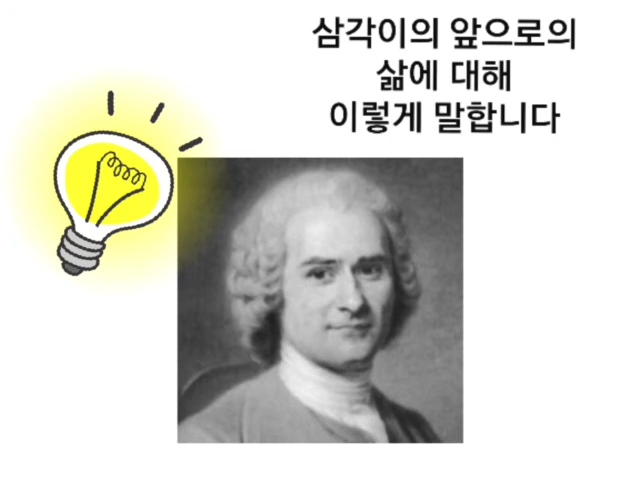 삼각이의 앞으로의
삶에 대해
이렇게 말합니다